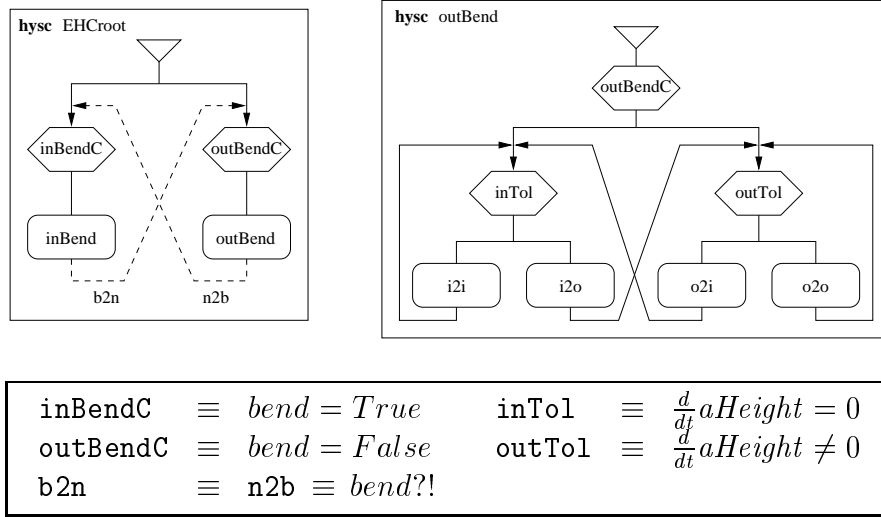 hysc EHCroot
inBendC
outBendC
inBend
outBend
b2n
n2b
hysc outBend
outBendC
inTol
outTol
i2i
i2o
o2i
o2o
inBendC ≡ bend = True inTol ≡ d/dt aHeight = 0
outBendC ≡ bend = False outTol ≡ d/dt aHeight ≠ 0
b2n ≡ n2b ≡ bend?!